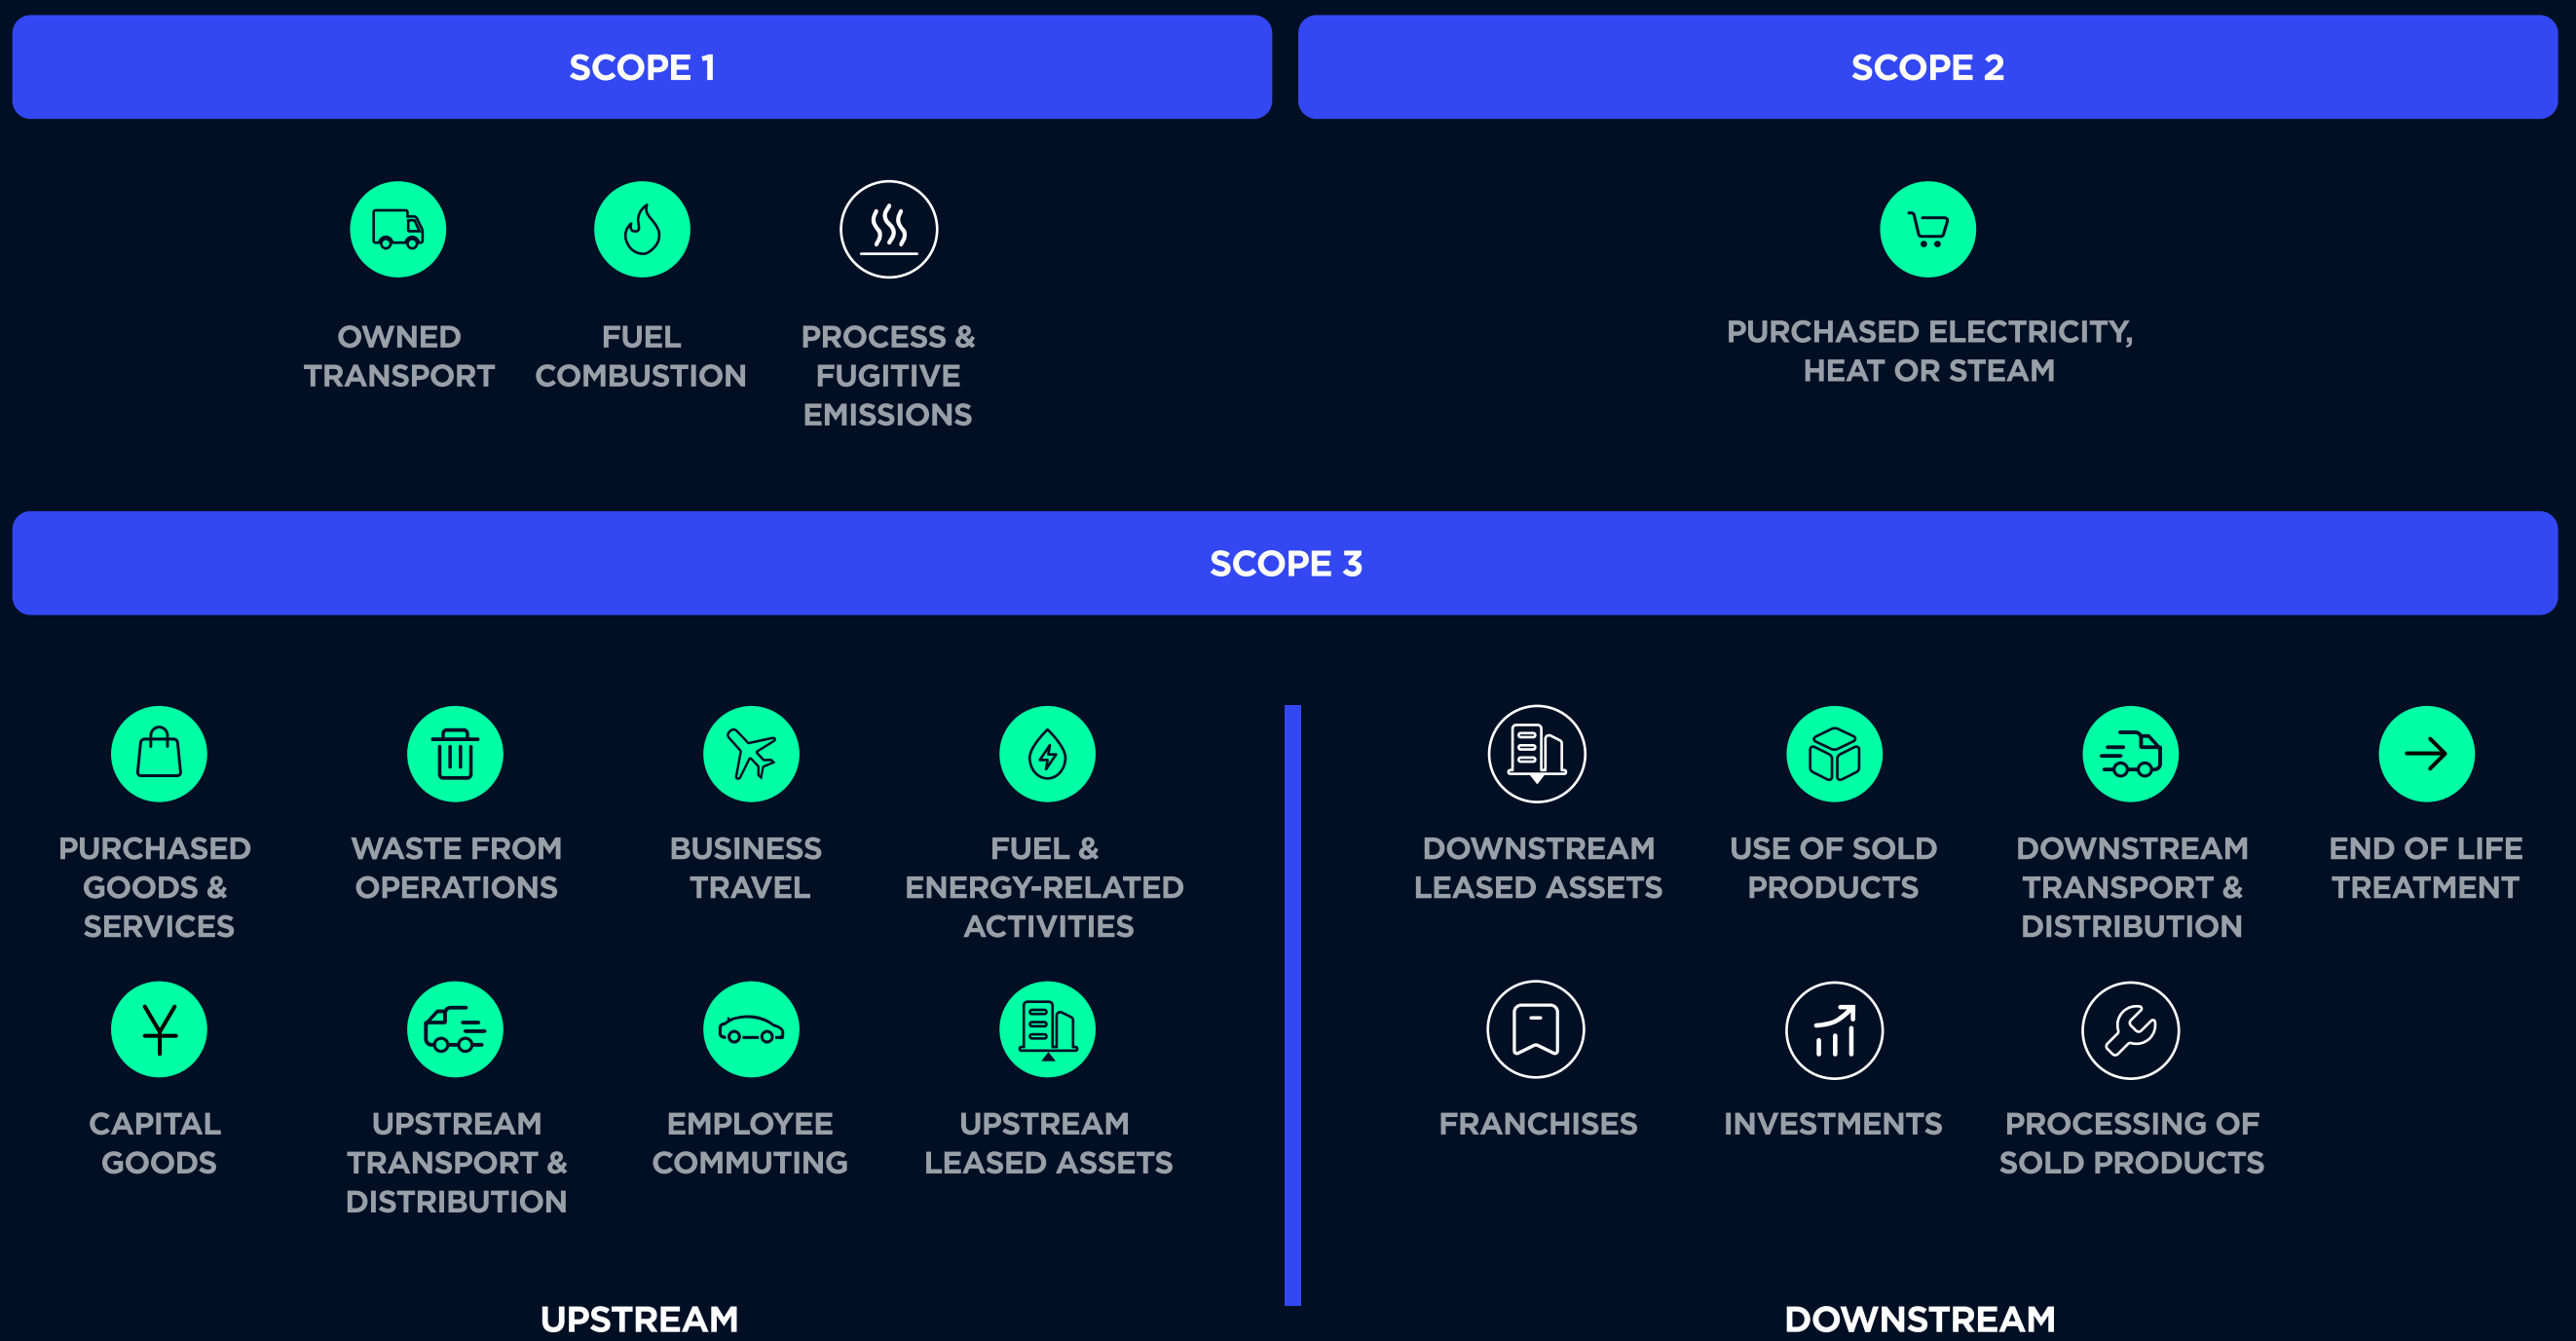 SCOPE 1
SCOPE 2
OWNED
TRANSPORT
FUEL
COMBUSTION
PROCESS &
FUGITIVE
EMISSIONS
PURCHASED ELECTRICITY,
HEAT OR STEAM
SCOPE 3
PURCHASED
GOODS &
SERVICES
WASTE FROM
OPERATIONS
BUSINESS
TRAVEL
FUEL &
ENERGY-RELATED
ACTIVITIES
DOWNSTREAM
LEASED ASSETS
USE OF SOLD
PRODUCTS
DOWNSTREAM
TRANSPORT &
DISTRIBUTION
END OF LIFE
TREATMENT
¥
CAPITAL
GOODS
UPSTREAM
TRANSPORT &
DISTRIBUTION
EMPLOYEE
COMMUTING
UPSTREAM
LEASED ASSETS
FRANCHISES
INVESTMENTS
PROCESSING OF
SOLD PRODUCTS
UPSTREAM
DOWNSTREAM